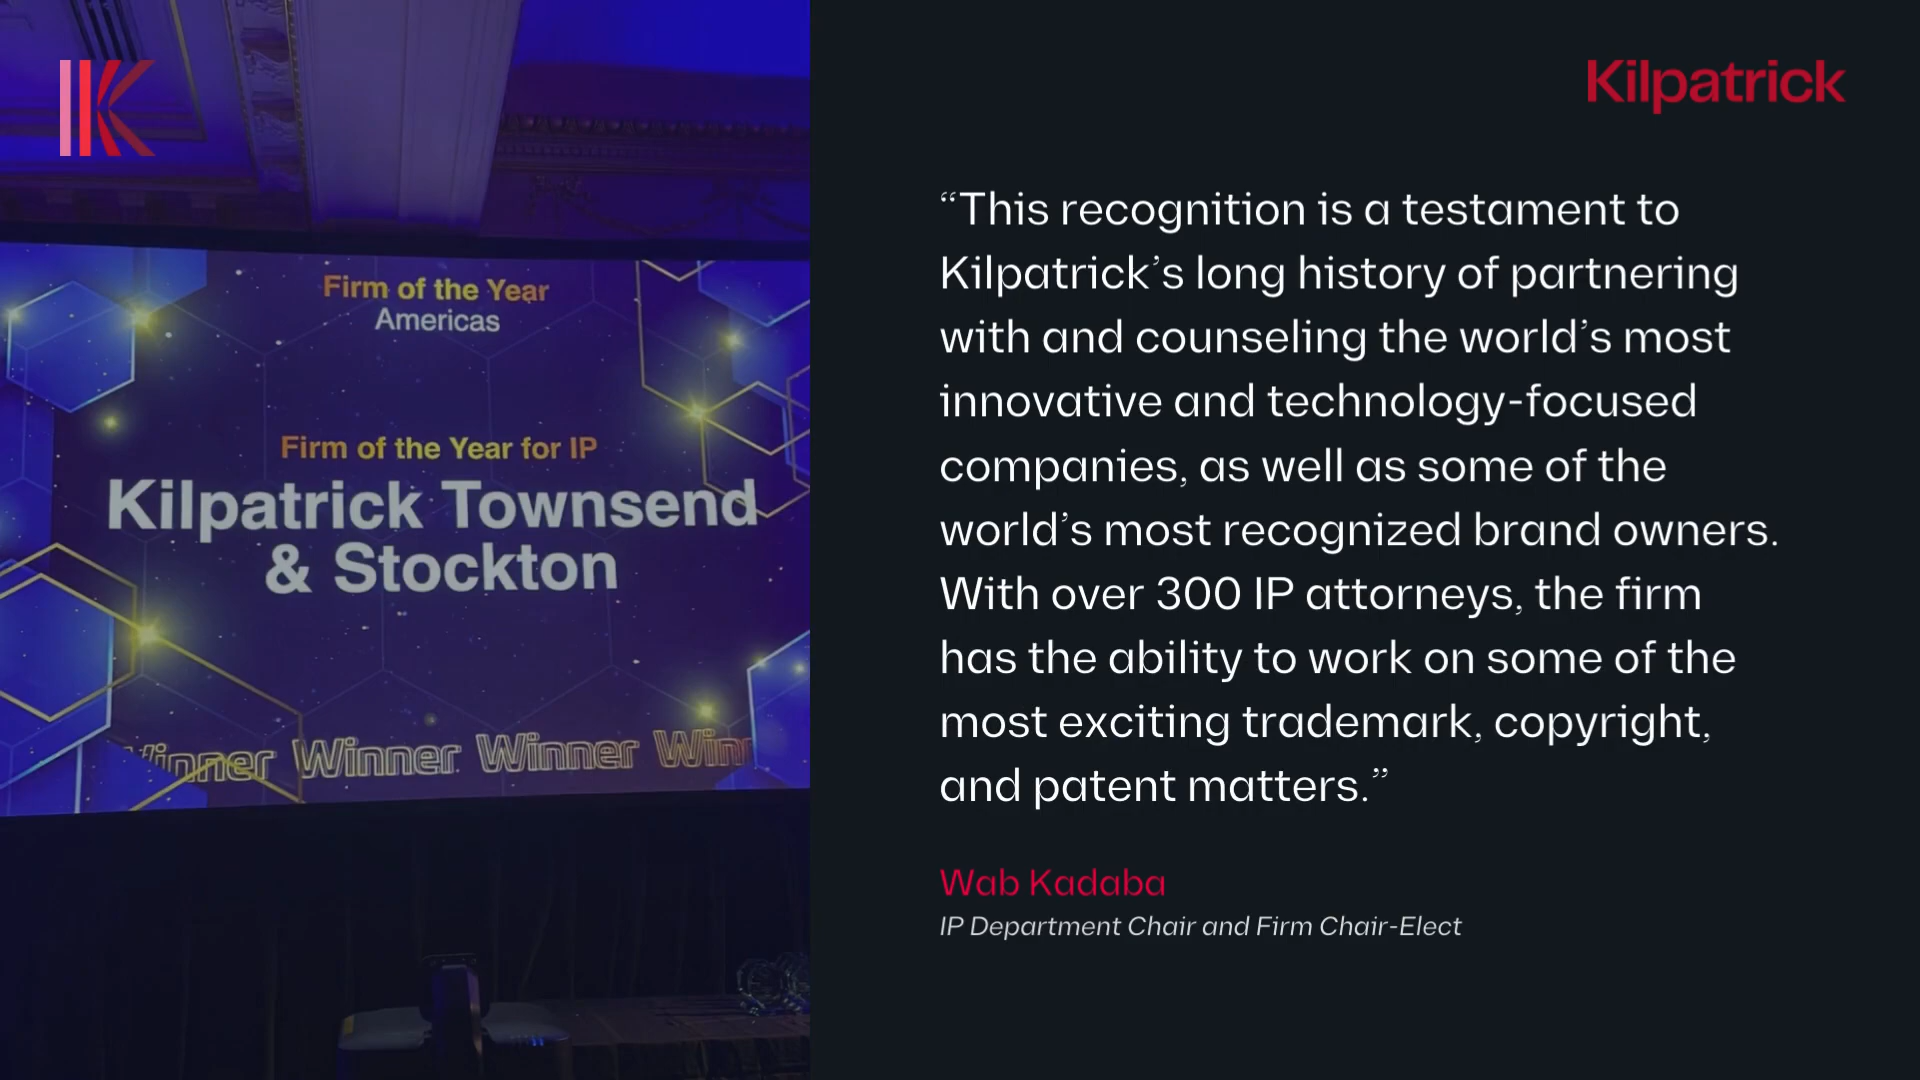 Kilpatrick
Firm of the Year
Americas
Firm of the Year for IP
Kilpatrick Townsend
& Stockton
Winner Winner Winner
“This recognition is a testament to
Kilpatrick’s long history of partnering
with and counseling the world’s most
innovative and technology-focused
companies, as well as some of the
world’s most recognized brand owners.
With over 300 IP attorneys, the firm
has the ability to work on some of the
most exciting trademark, copyright,
and patent matters.”
Wab Kadaba
IP Department Chair and Firm Chair-Elect